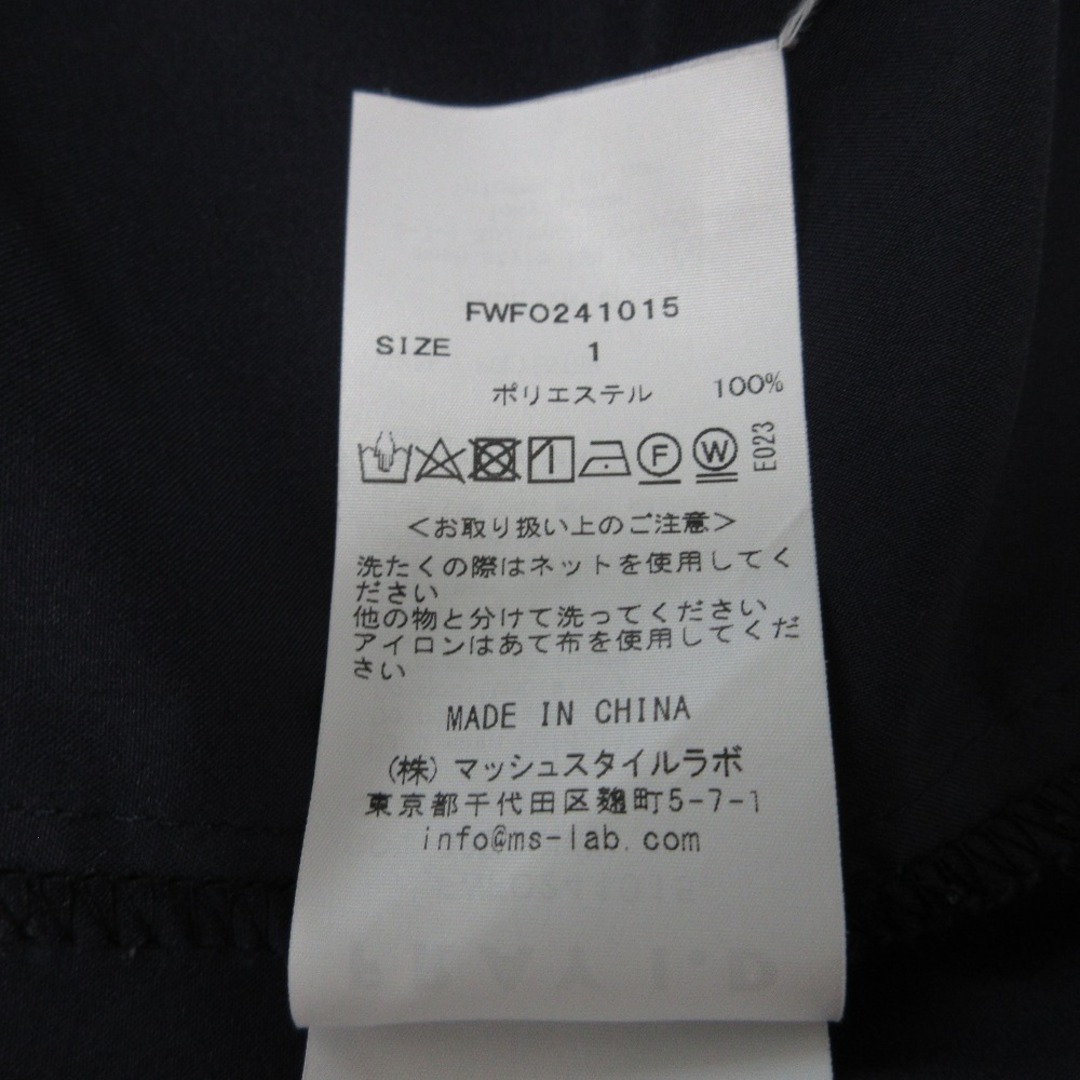 FWFO241015
SIZE 1
ポリエステル 100%
F W E023
＜お取り扱い上のご注意＞
洗たくの際はネットを使用してく
ださい
他の物と分けて洗ってください
アイロンはあて布を使用してくだ
さい
MADE IN CHINA
(株) マッシュスタイルラボ
東京都千代田区麹町5-7-1
info@ms-lab.com